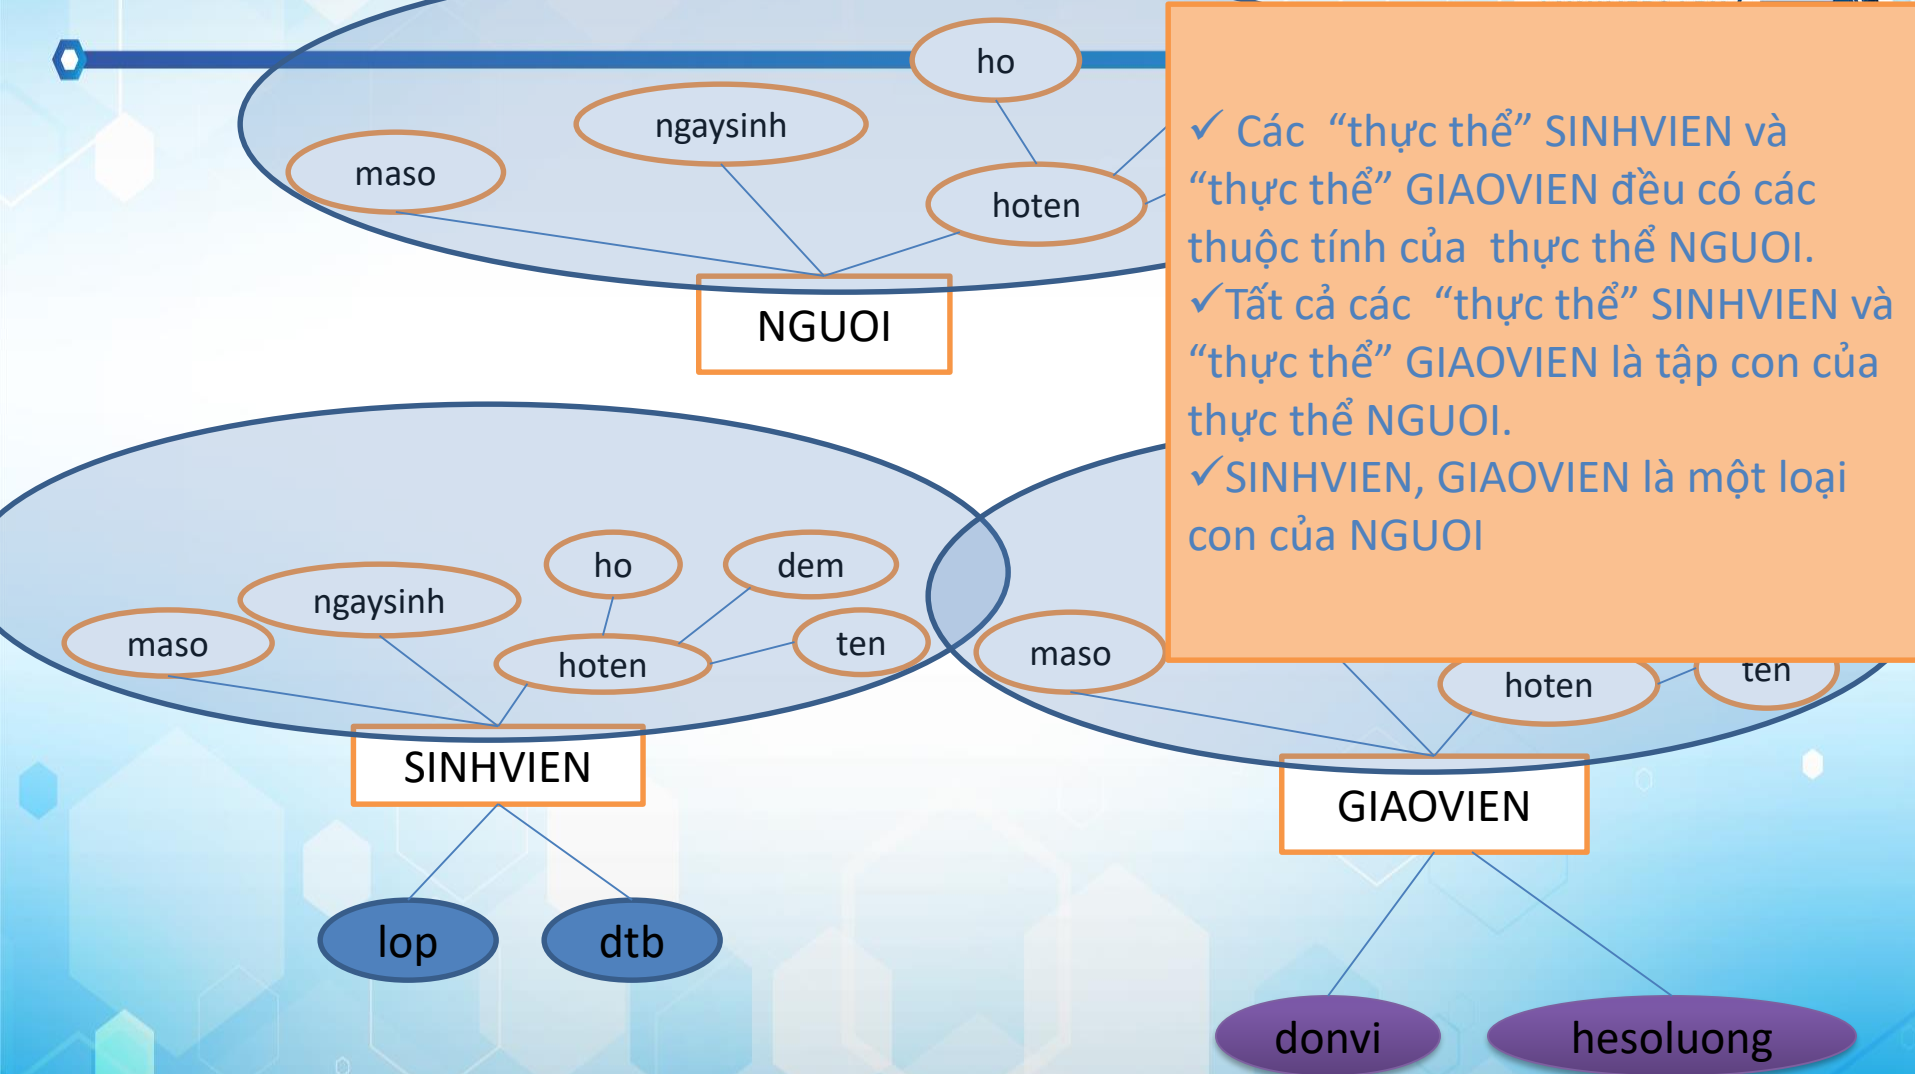 ho
ngaysinh
maso
hoten
NGUOI
✓ Các “thực thể” SINHVIEN và
“thực thể” GIAOVIEN đều có các
thuộc tính của thực thể NGUOI.
✓Tất cả các “thực thể” SINHVIEN và
“thực thể” GIAOVIEN là tập con của
thực thể NGUOI.
✓SINHVIEN, GIAOVIEN là một loại
con của NGUOI
ho
dem
ngaysinh
maso
hoten
ten
SINHVIEN
lop
dtb
maso
hoten
ten
GIAOVIEN
donvi
hesoluong